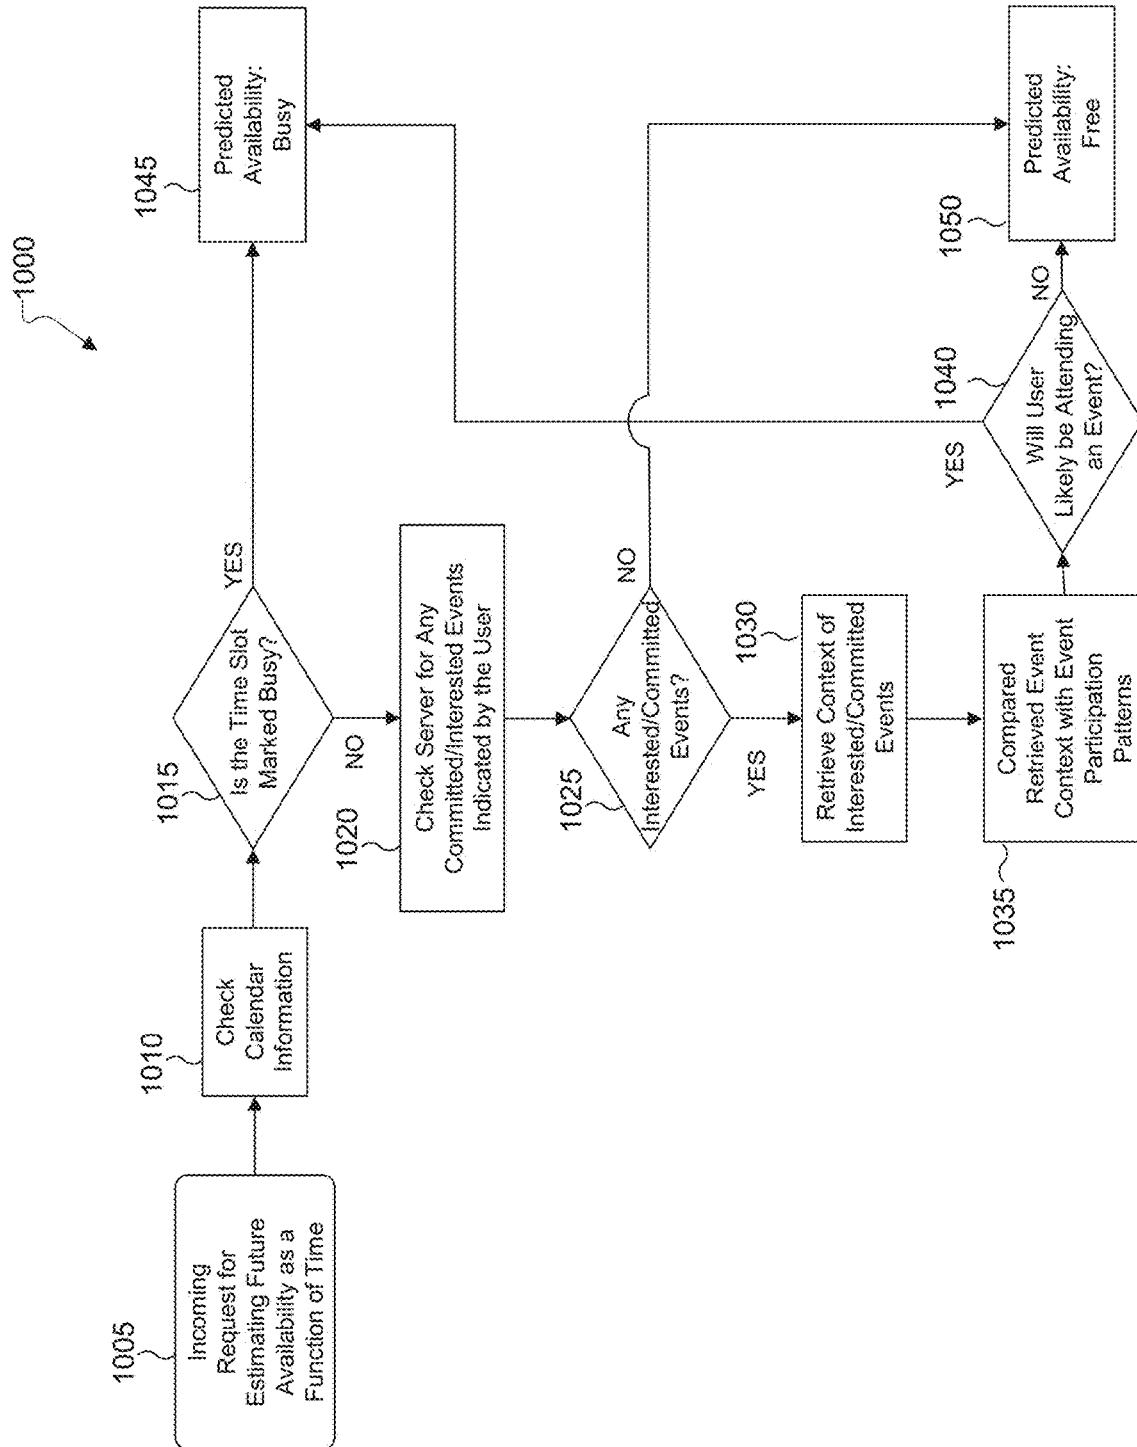 1000
1005
Incoming
Request for
Estimating Future
Availability as a
Function of Time
1010
Check
Calendar
Information
1015
Is the Time Slot
Marked Busy?
YES
1045
Predicted
Availability:
Busy
NO
1020
Check Server for Any
Committed/Interested Events
Indicated by the User
1025
Any
Interested/Committed
Events?
NO
YES
1030
Retrieve Context of
Interested/Committed
Events
1035
Compared
Retrieved Event
Context with Event
Participation
Patterns
1040
Will User
Likely be Attending
an Event?
YES
NO
1050
Predicted
Availability:
Free